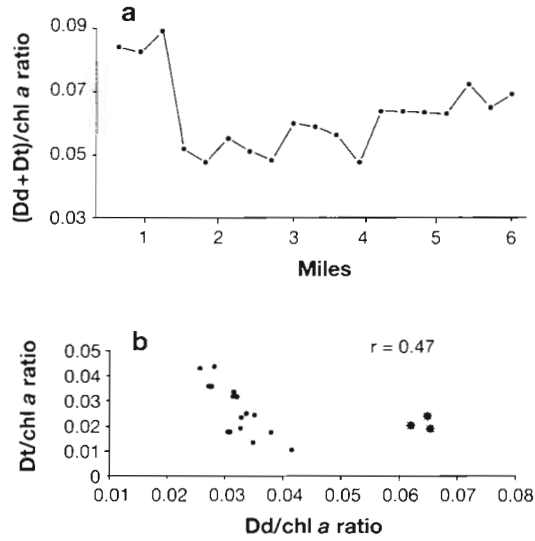 a
(Dd+Dt)/chl a ratio
0.09
0.07
0.05
0.03
1 2 3 4 5 6
Miles
b
r = 0.47
Dt/chl a ratio
0.05
0.04
0.03
0.02
0.01
0
0.01 0.02 0.03 0.04 0.05 0.06 0.07 0.08
Dd/chl a ratio